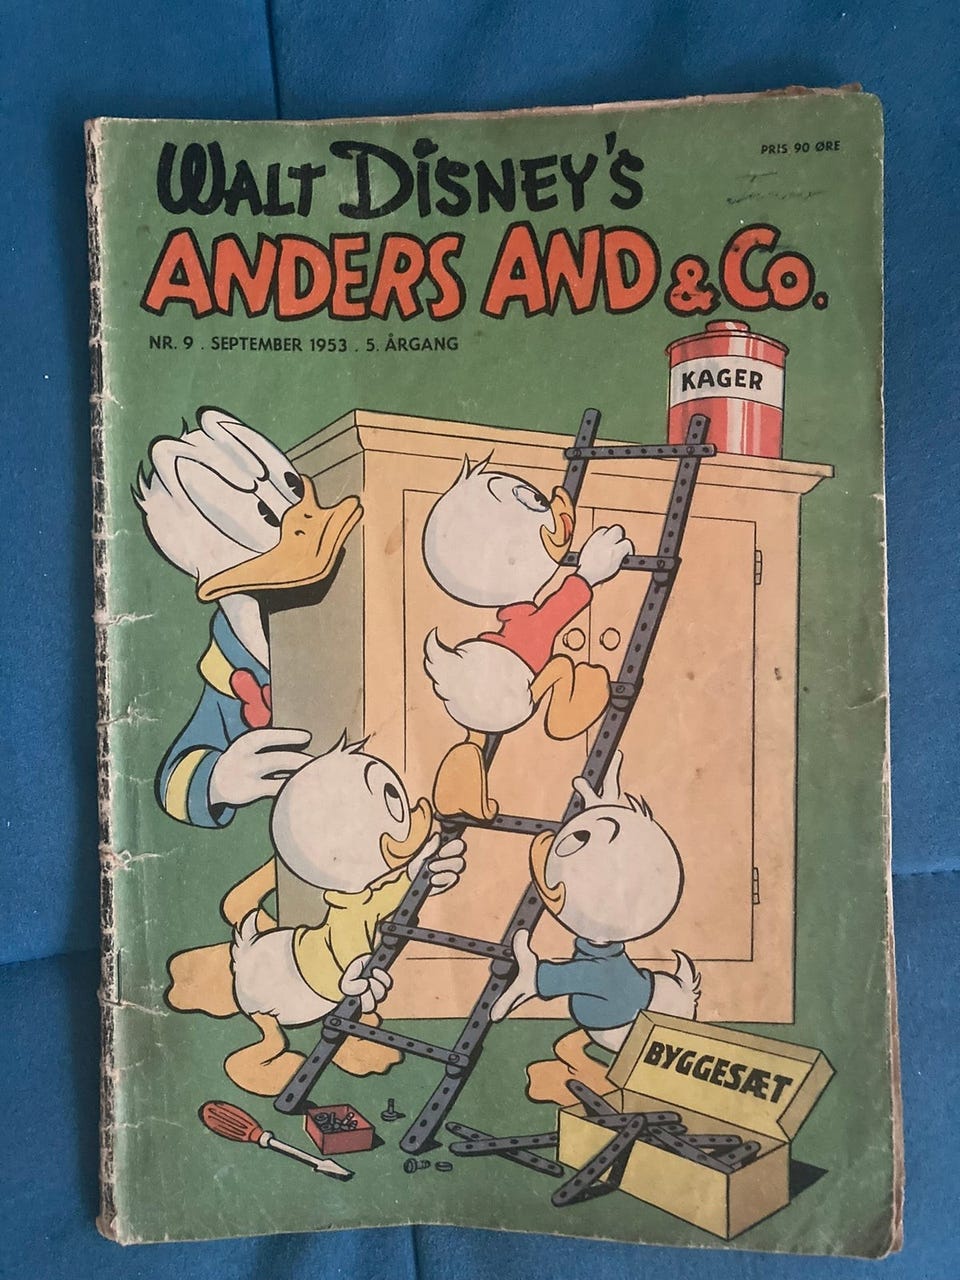 WALT DISNEY'S
PRIS 90 ØRE
ANDERS AND & Co.
NR. 9 . SEPTEMBER 1953 . 5. ÅRGANG
KAGER
BYGGESÆT